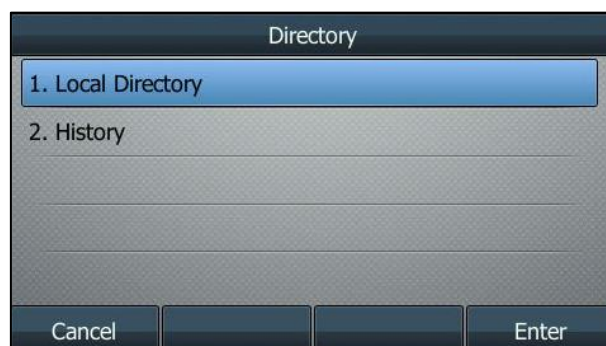 Directory
1. Local Directory
2. History
Cancel
Enter